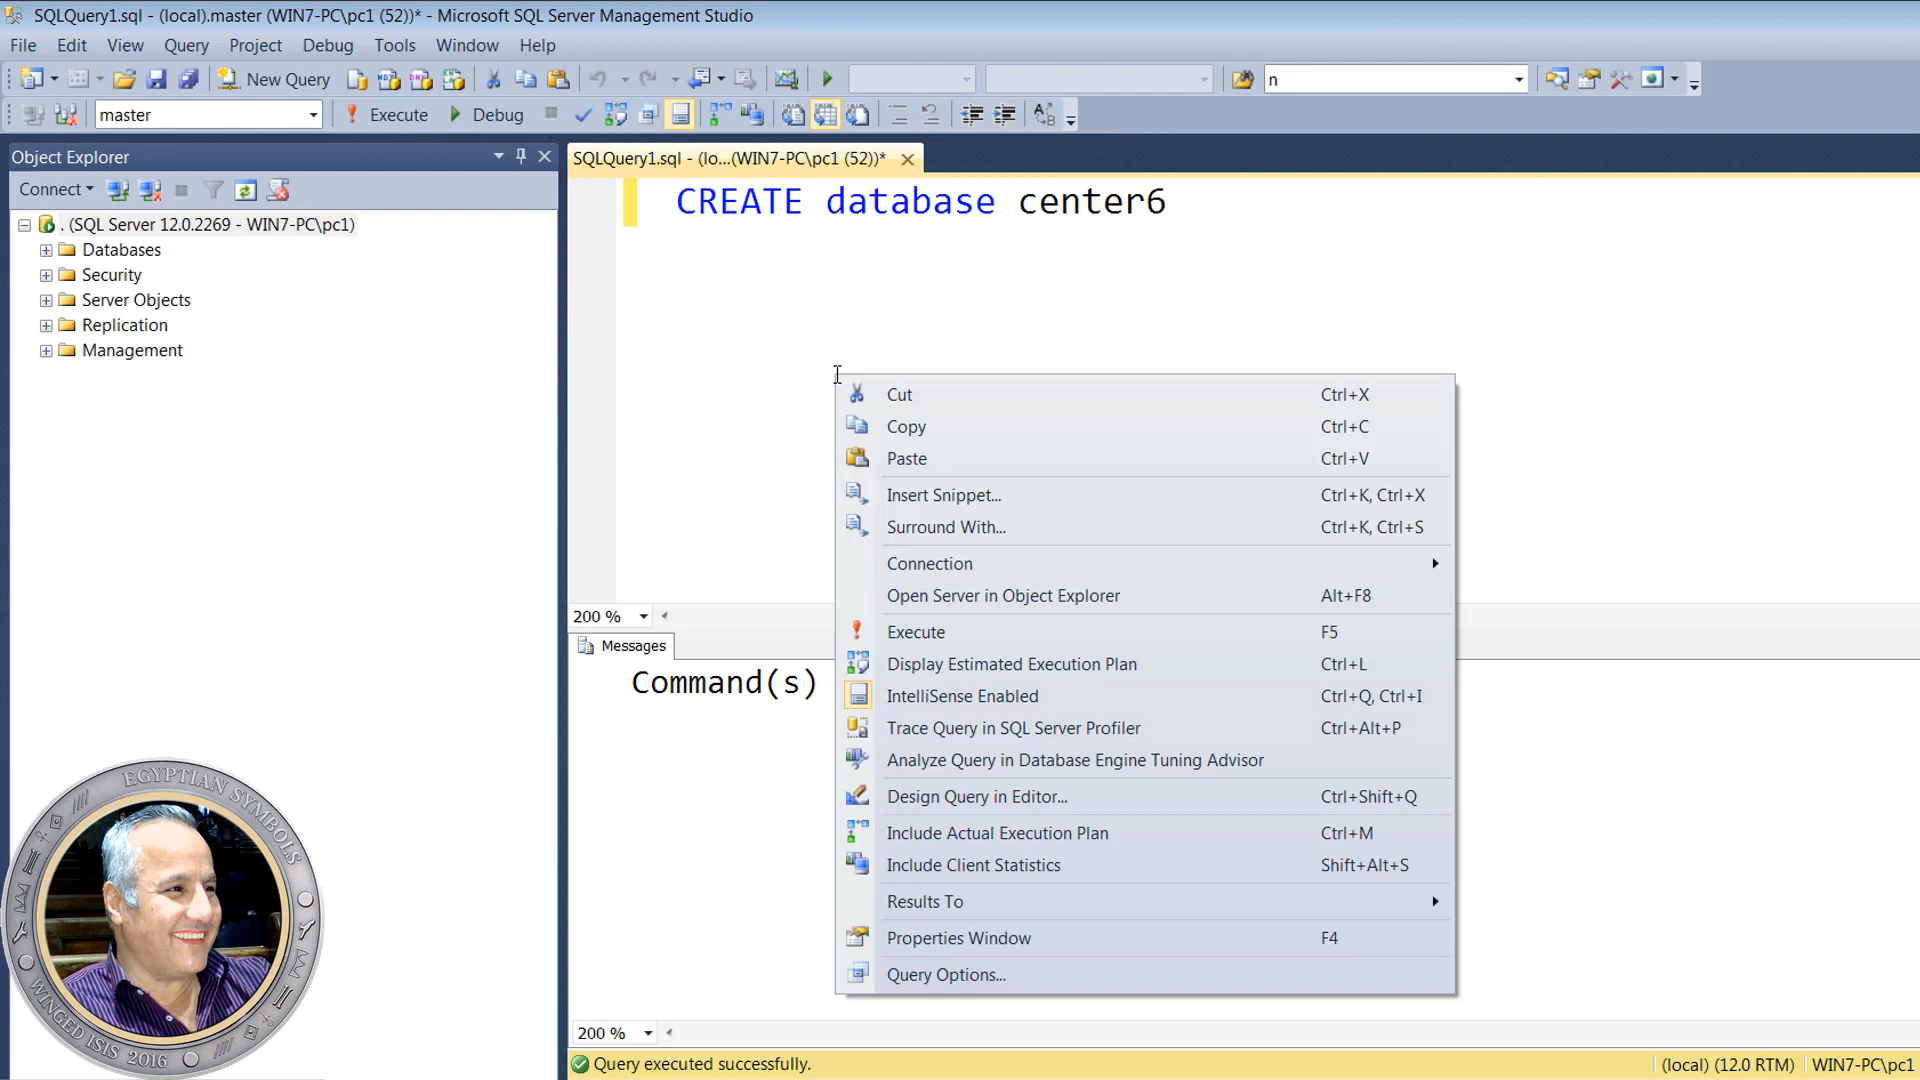 SQLQuery1.sql - (local).master (WIN7-PC\pc1 (52))* - Microsoft SQL Server Management Studio
File Edit View Query Project Debug Tools Window Help
New Query n
master Execute Debug
Object Explorer
SQLQuery1.sql - (lo...(WIN7-PC\pc1 (52))*
Connect
. (SQL Server 12.0.2269 - WIN7-PC\pc1)
Databases
Security
Server Objects
Replication
Management
CREATE database center6
Cut Ctrl+X
Copy Ctrl+C
Paste Ctrl+V
Insert Snippet... Ctrl+K, Ctrl+X
Surround With... Ctrl+K, Ctrl+S
Connection
Open Server in Object Explorer Alt+F8
Execute F5
Display Estimated Execution Plan Ctrl+L
IntelliSense Enabled Ctrl+Q, Ctrl+I
Trace Query in SQL Server Profiler Ctrl+Alt+P
Analyze Query in Database Engine Tuning Advisor
Design Query in Editor... Ctrl+Shift+Q
Include Actual Execution Plan Ctrl+M
Include Client Statistics Shift+Alt+S
Results To
Properties Window F4
Query Options...
200 %
Messages
Command(s)
200 %
Query executed successfully.
(local) (12.0 RTM) WIN7-PC\pc1
EGYPTIAN SYMBOLS
WINGED ISIS 2016